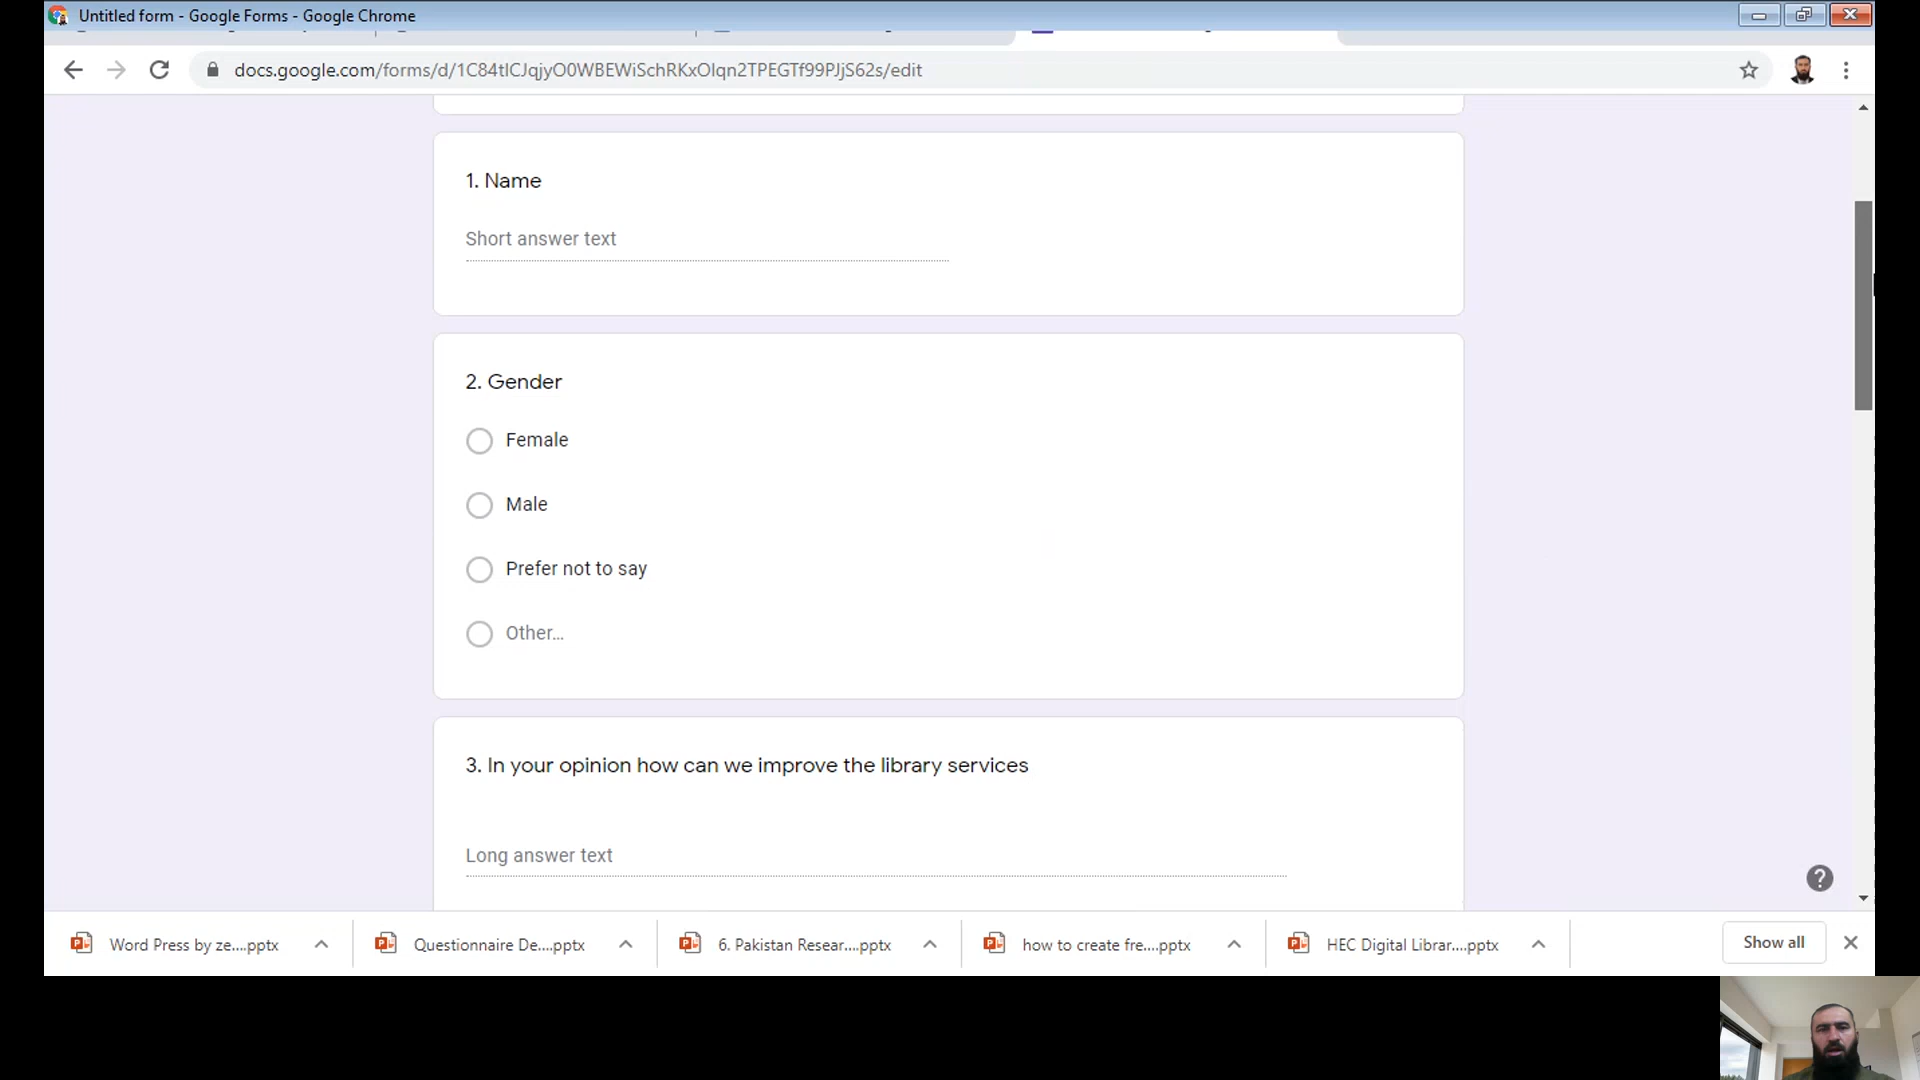 Untitled form - Google Forms - Google Chrome
docs.google.com/forms/d/1C84tICJqjyO0WBEWiSchRKxOIqn2TPEGTf99PJjS62s/edit
1. Name
Short answer text
2. Gender
Female
Male
Prefer not to say
Other...
3. In your opinion how can we improve the library services
Long answer text
Word Press by ze....pptx
Questionnaire De....pptx
6. Pakistan Resear....pptx
how to create fre....pptx
HEC Digital Librar....pptx
Show all